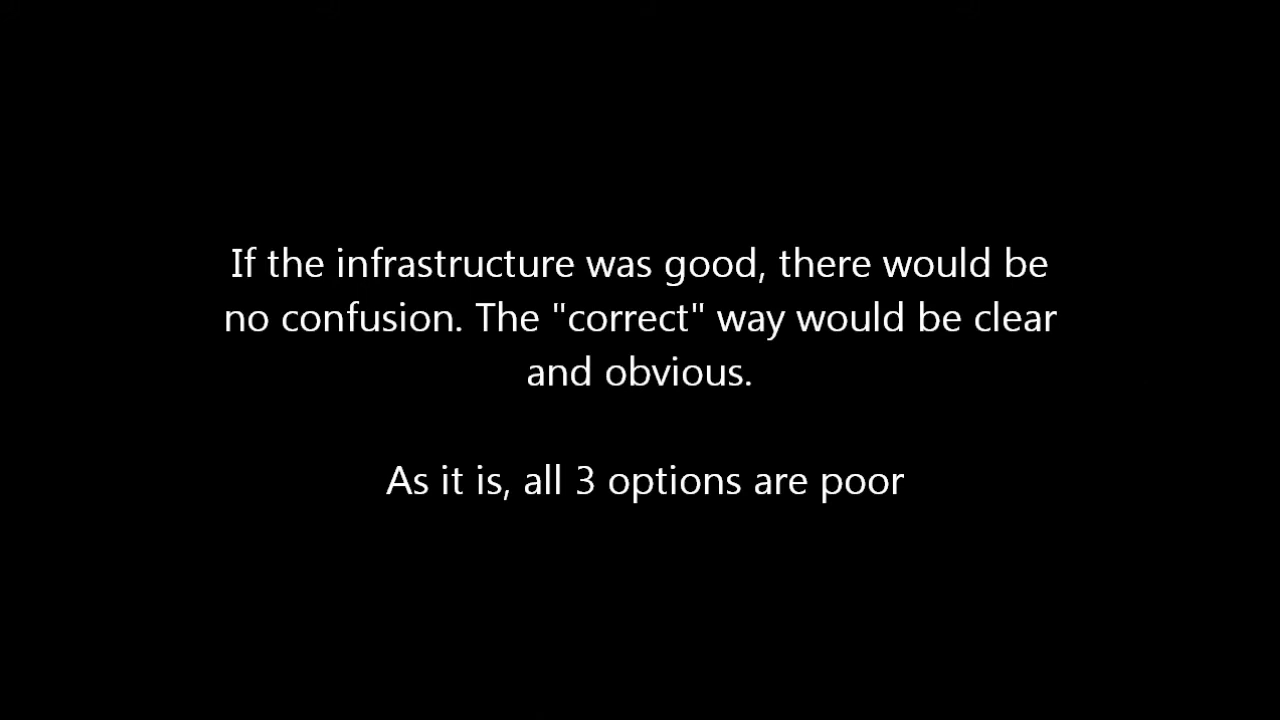 If the infrastructure was good, there would be
no confusion. The "correct" way would be clear
and obvious.
As it is, all 3 options are poor